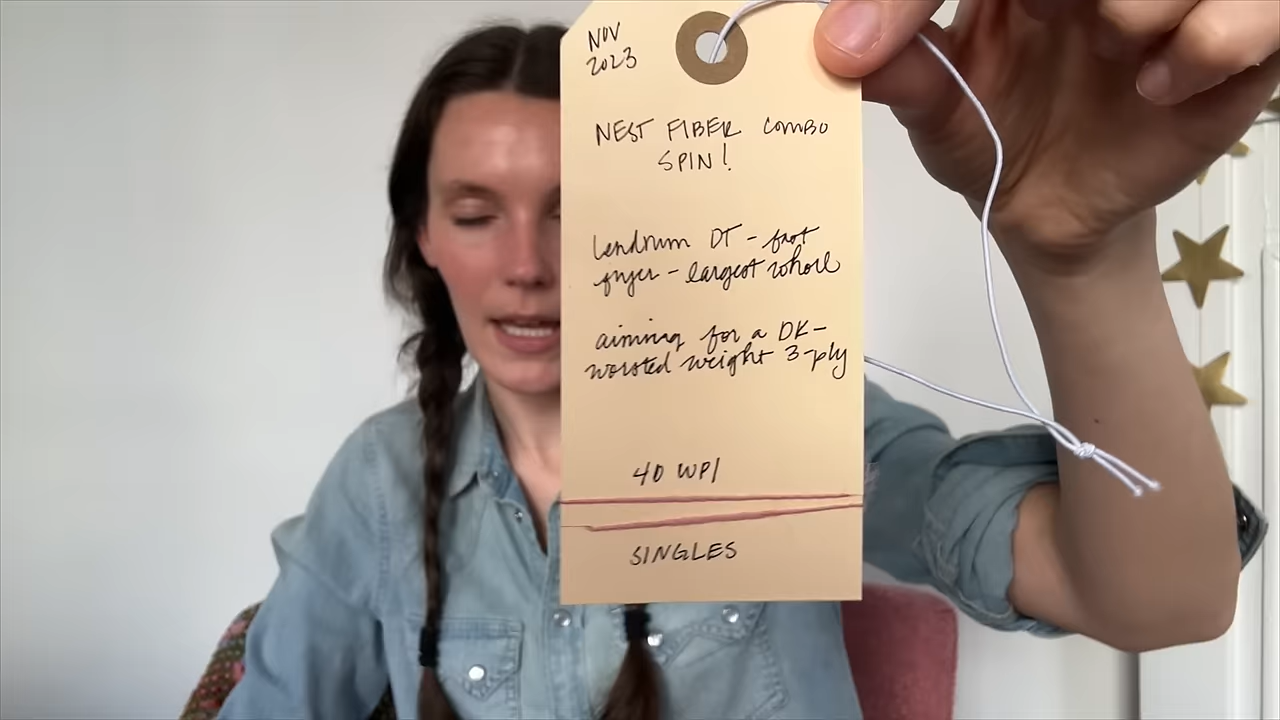 NOV
2023
NEST FIBER COMBO
SPIN!
Lendrum DT - fast
flyer - largest whorl
aiming for a DK-
worsted weight 3-ply
40 WPI
SINGLES